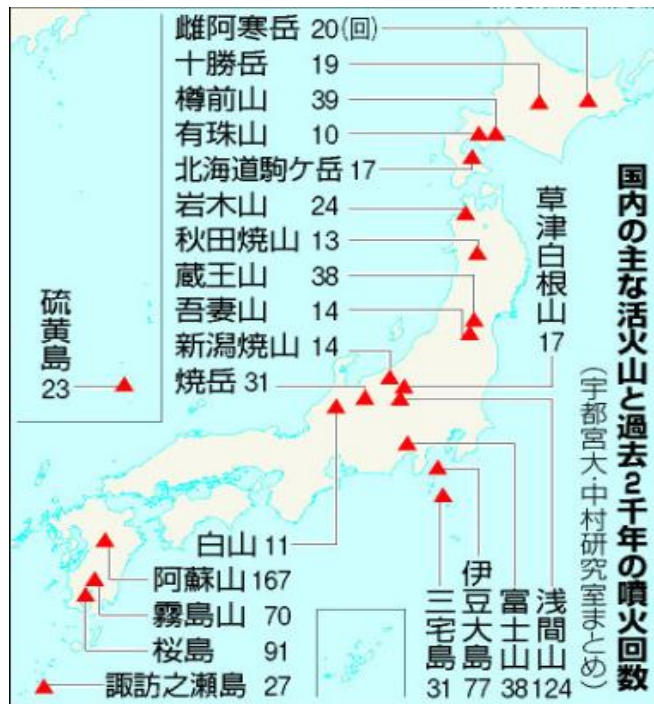 国内の主な活火山と過去2千年の噴火回数
(宇都宮大・中村研究室まとめ)
雌阿寒岳 20(回)
十勝岳 19
樽前山 39
有珠山 10
北海道駒ケ岳 17
岩木山 24
秋田焼山 13
蔵王山 38
吾妻山 14
新潟焼山 14
焼岳 31
草津白根山 17
硫黄島 23
白山 11
阿蘇山 167
霧島山 70
桜島 91
諏訪之瀬島 27
三宅島 31
伊豆大島 77
富士山 38
浅間山 124